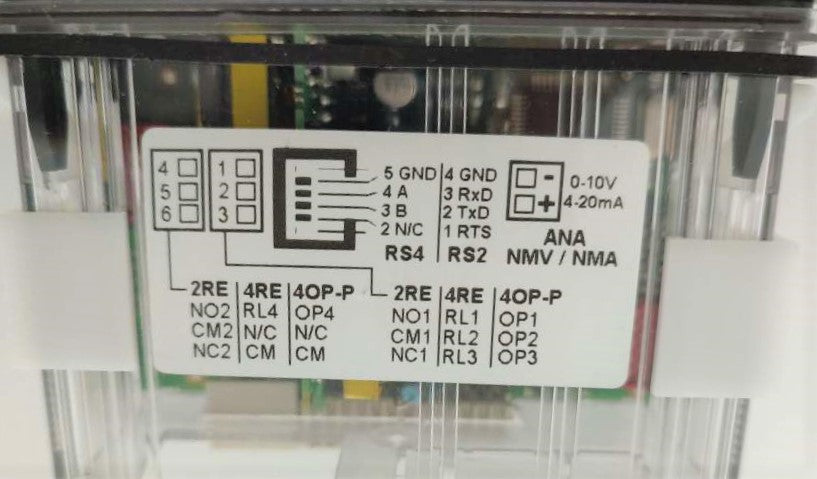 4 1 5 GND 4 GND - 0-10V
5 2 4 A 3 RxD + 4-20mA
6 3 3 B 2 TxD
2 N/C 1 RTS ANA
RS4 RS2 NMV / NMA
2RE 4RE 4OP-P 2RE 4RE 4OP-P
NO2 RL4 OP4 NO1 RL1 OP1
CM2 N/C N/C CM1 RL2 OP2
NC2 CM CM NC1 RL3 OP3